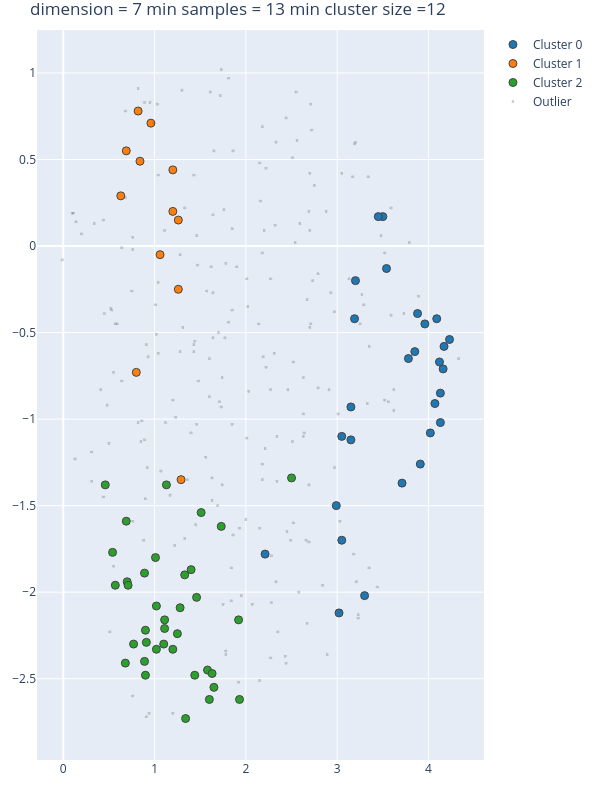 dimension = 7 min samples = 13 min cluster size =12
Cluster 0
Cluster 1
Cluster 2
Outlier
1
0.5
0
−0.5
−1
−1.5
−2
−2.5
0 1 2 3 4